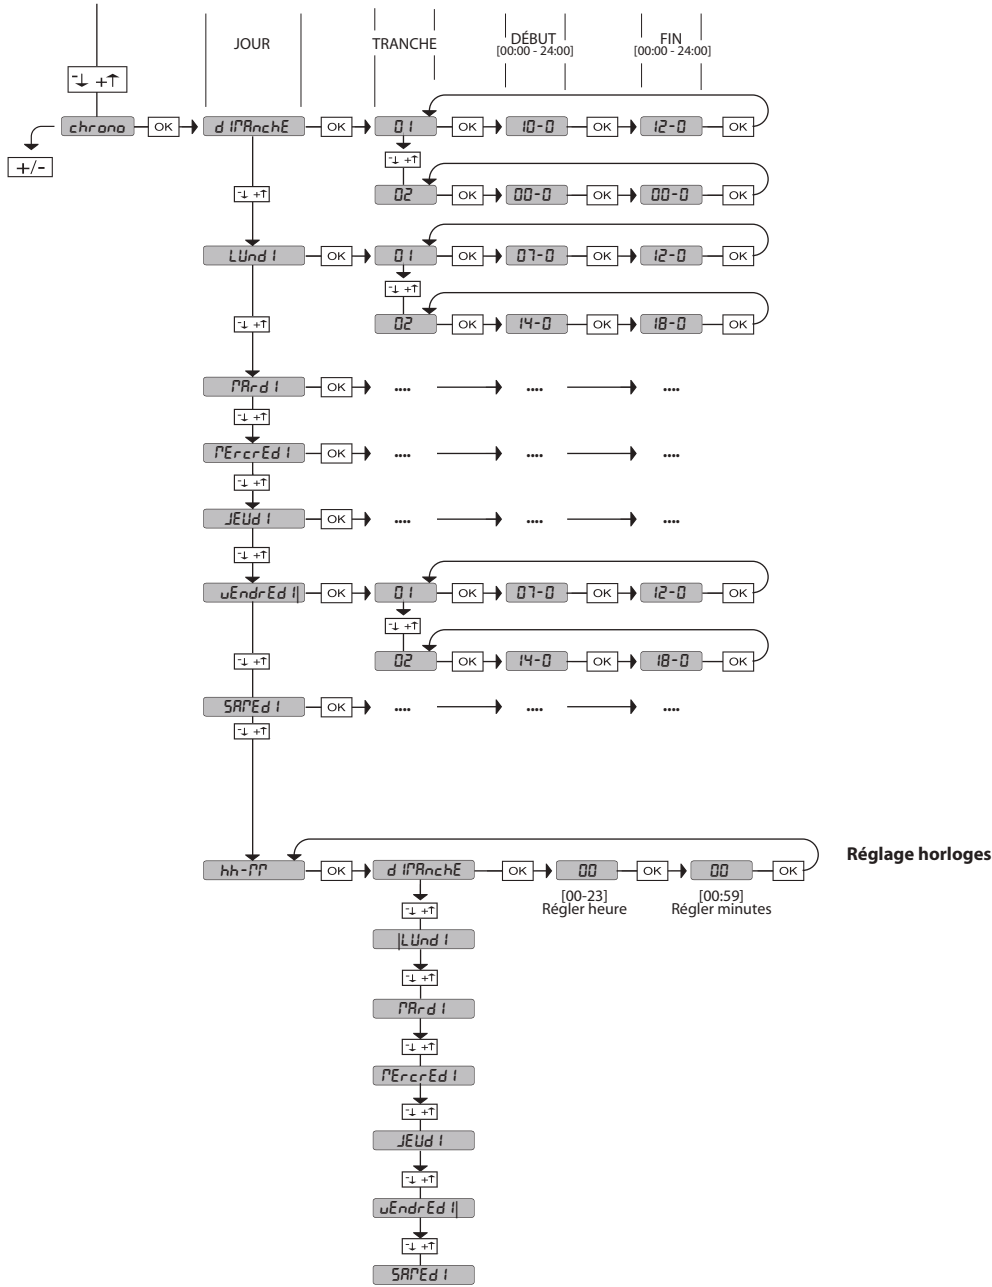 JOUR TRANCHE DÉBUT FIN
[00:00 - 24:00] [00:00 - 24:00]
-↓ +↑
chrono OK dIMAnchE OK 01 OK 10-0 OK 12-0 OK
+/-
-↓ +↑
-↓ +↑
02 OK 00-0 OK 00-0 OK
LUndI OK 01 OK 07-0 OK 12-0 OK
-↓ +↑
-↓ +↑
02 OK 14-0 OK 18-0 OK
MArdI OK .... .... ....
-↓ +↑
MErcrEdI OK .... .... ....
-↓ +↑
JEUdI OK .... .... ....
-↓ +↑
vEndrEdI OK 01 OK 07-0 OK 12-0 OK
-↓ +↑
-↓ +↑
02 OK 14-0 OK 18-0 OK
SAMEdI OK .... .... ....
-↓ +↑
Réglage horloges
hh-MM OK dIMAnchE OK 00 OK 00 OK
[00-23] [00:59]
Régler heure Régler minutes
-↓ +↑
LUndI
-↓ +↑
MArdI
-↓ +↑
MErcrEdI
-↓ +↑
JEUdI
-↓ +↑
vEndrEdI
-↓ +↑
SAMEdI